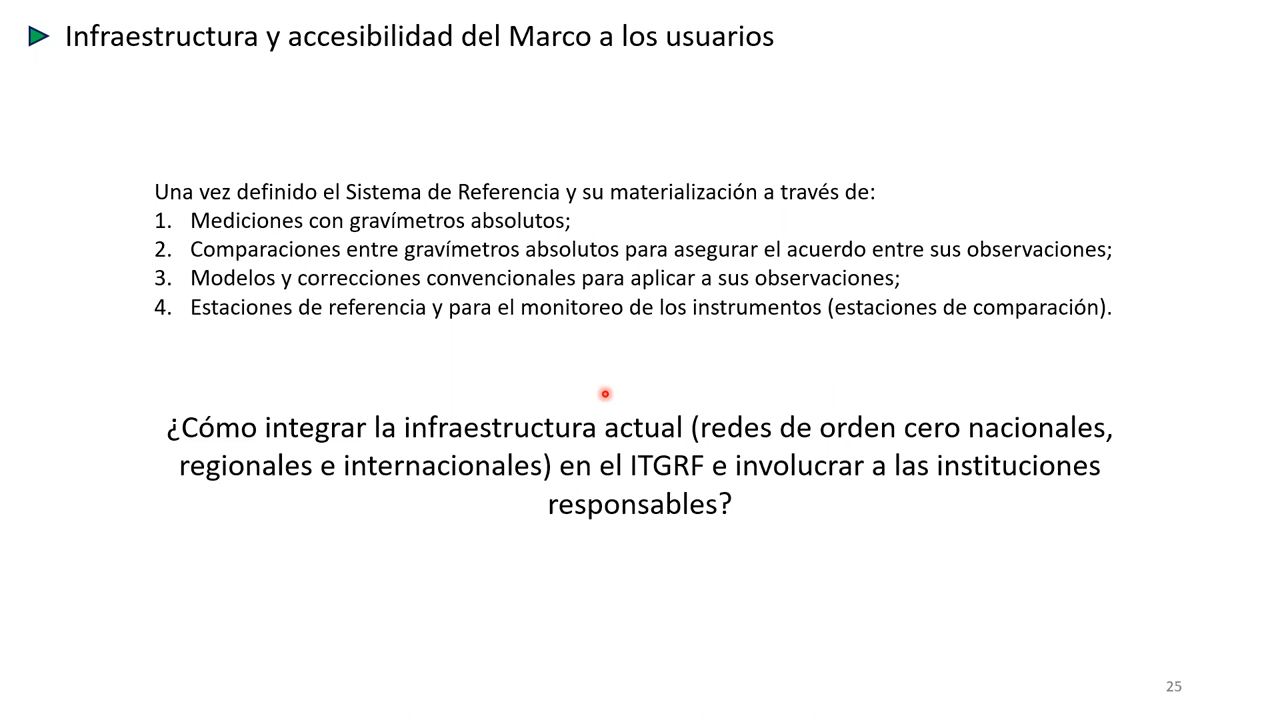 Infraestructura y accesibilidad del Marco a los usuarios
Una vez definido el Sistema de Referencia y su materialización a través de:
1. Mediciones con gravímetros absolutos;
2. Comparaciones entre gravímetros absolutos para asegurar el acuerdo entre sus observaciones;
3. Modelos y correcciones convencionales para aplicar a sus observaciones;
4. Estaciones de referencia y para el monitoreo de los instrumentos (estaciones de comparación).
¿Cómo integrar la infraestructura actual (redes de orden cero nacionales,
regionales e internacionales) en el ITGRF e involucrar a las instituciones
responsables?
25